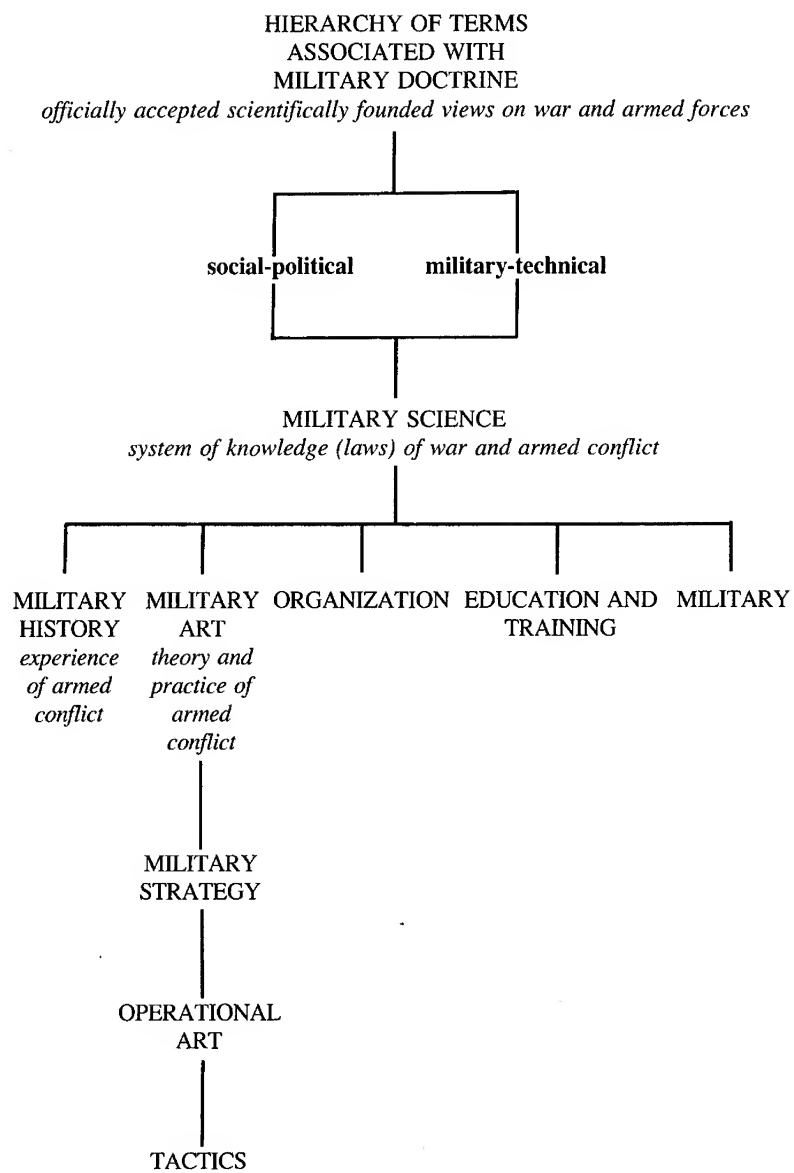 HIERARCHY OF TERMS
ASSOCIATED WITH
MILITARY DOCTRINE
officially accepted scientifically founded views on war and armed forces
social-political
military-technical
MILITARY SCIENCE
system of knowledge (laws) of war and armed conflict
MILITARY
HISTORY
experience
of armed
conflict
MILITARY
ART
theory and
practice of
armed
conflict
ORGANIZATION
EDUCATION AND
TRAINING
MILITARY
MILITARY
STRATEGY
OPERATIONAL
ART
TACTICS